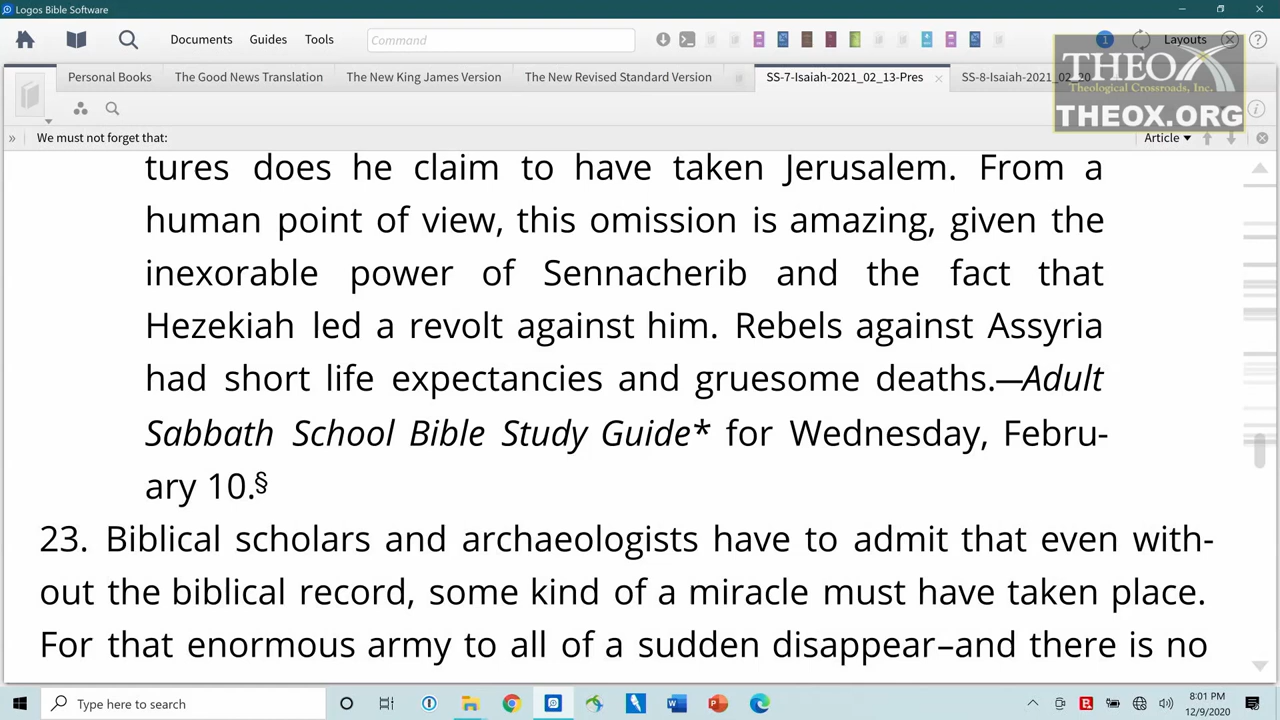 Logos Bible Software
Documents Guides Tools Command 1 Layouts
Personal Books The Good News Translation The New King James Version The New Revised Standard Version SS-7-Isaiah-2021_02_13-Pres SS-8-Isaiah-2021_02_20
THEOX
Theological Crossroads, Inc.
THEOX.ORG
» We must not forget that: Article
tures does he claim to have taken Jerusalem. From a
human point of view, this omission is amazing, given the
inexorable power of Sennacherib and the fact that
Hezekiah led a revolt against him. Rebels against Assyria
had short life expectancies and gruesome deaths.—Adult
Sabbath School Bible Study Guide* for Wednesday, Febru-
ary 10.§
23. Biblical scholars and archaeologists have to admit that even with-
out the biblical record, some kind of a miracle must have taken place.
For that enormous army to all of a sudden disappear–and there is no
Type here to search
8:01 PM
12/9/2020